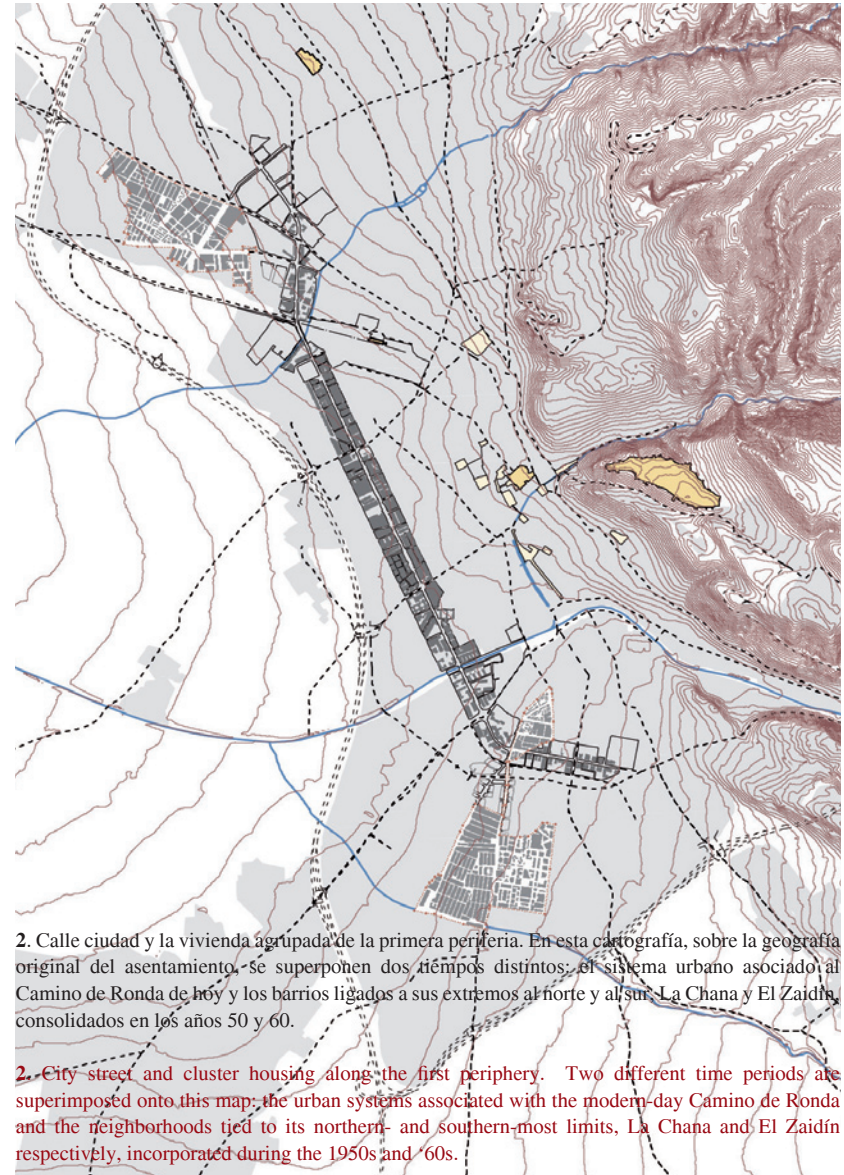 2. Calle ciudad y la vivienda agrupada de la primera periferia. En esta cartografía, sobre la geografía
original del asentamiento, se superponen dos tiempos distintos: el sistema urbano asociado al
Camino de Ronda de hoy y los barrios ligados a sus extremos al norte y al sur, La Chana y El Zaidín,
consolidados en los años 50 y 60.
2. City street and cluster housing along the first periphery. Two different time periods are
superimposed onto this map: the urban systems associated with the modern-day Camino de Ronda
and the neighborhoods tied to its northern- and southern-most limits, La Chana and El Zaidín
respectively, incorporated during the 1950s and ‘60s.